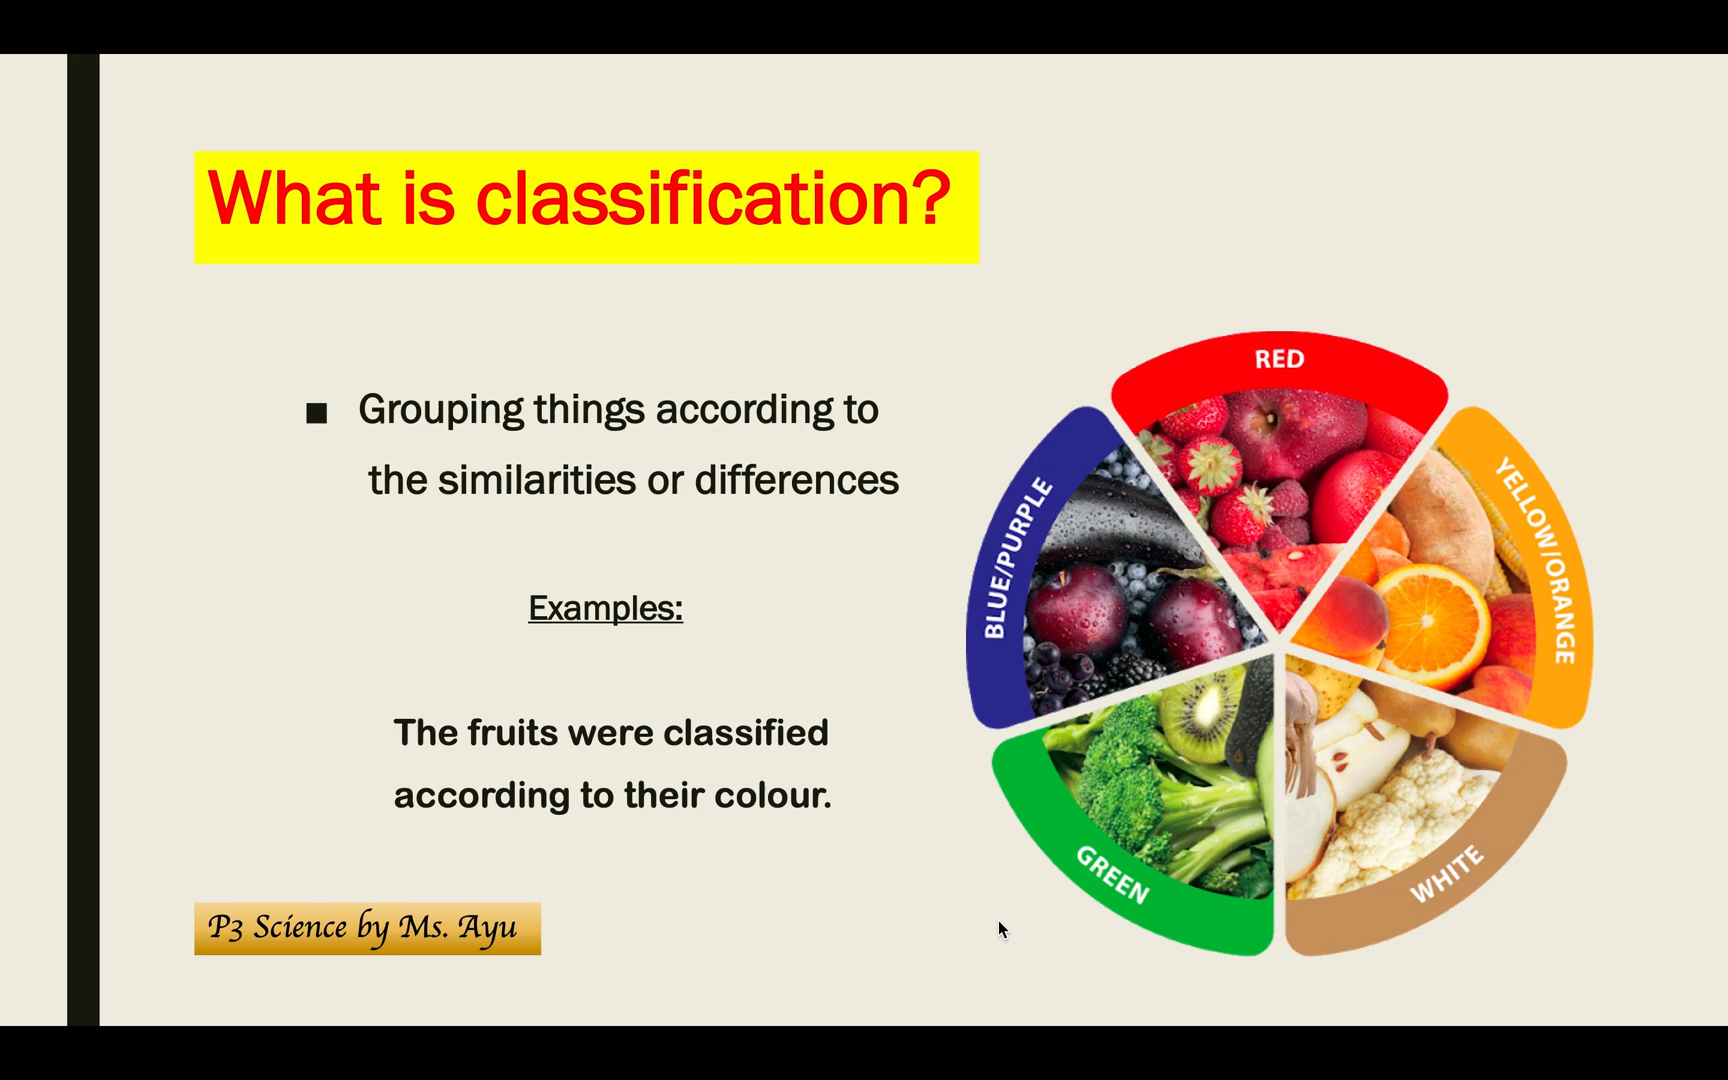 What is classification?
■ Grouping things according to
the similarities or differences
Examples:
The fruits were classified
according to their colour.
P3 Science by Ms. Ayu
RED
YELLOW/ORANGE
WHITE
GREEN
BLUE/PURPLE